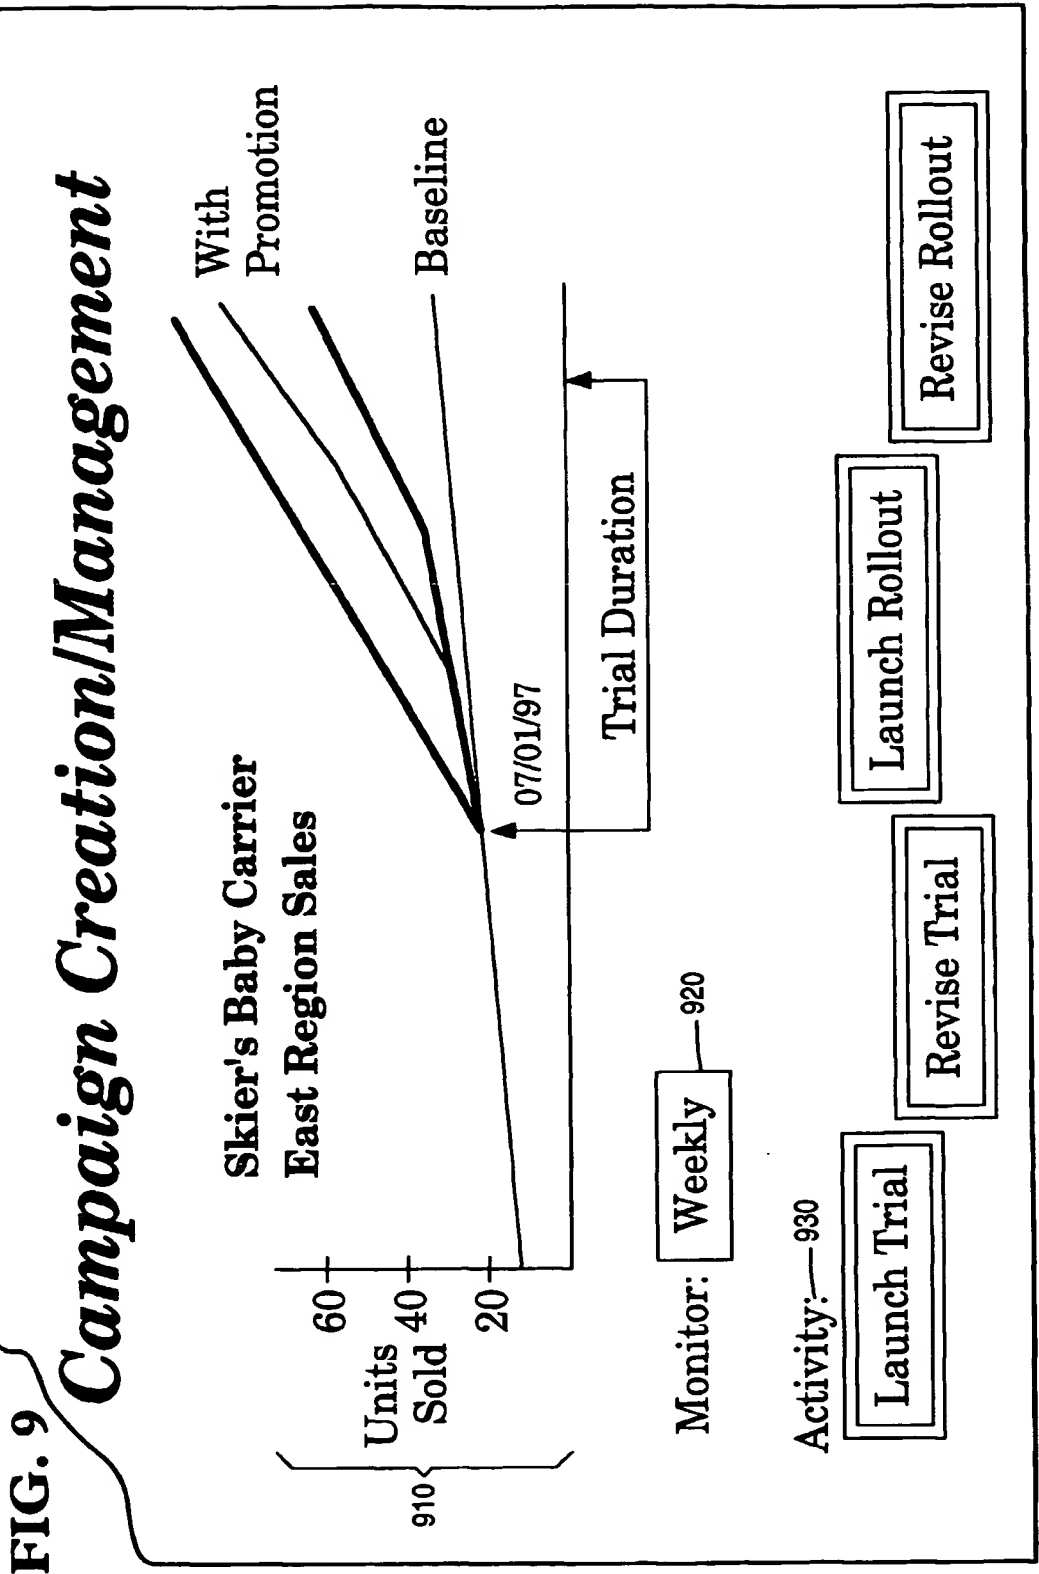 FIG. 9
Campaign Creation/Management
Skier's Baby Carrier
East Region Sales
With
Promotion
Baseline
60
40
20
Units
Sold
910
07/01/97
Trial Duration
Monitor: Weekly 920
Activity: 930
Launch Trial
Revise Trial
Launch Rollout
Revise Rollout